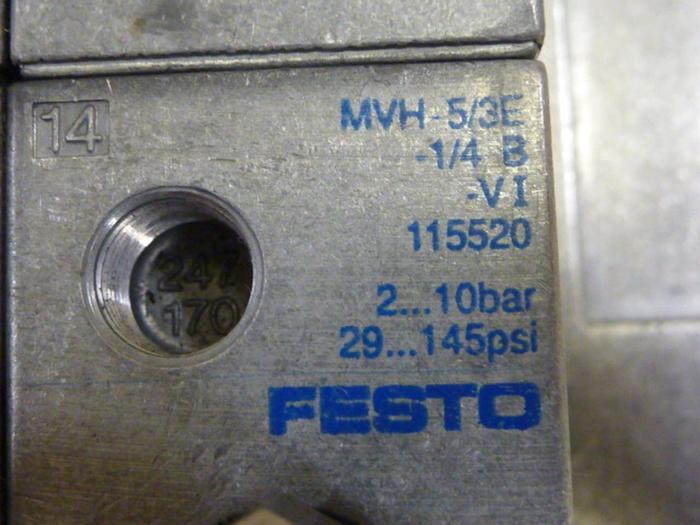 14
MVH-5/3E
-1/4 B
-VI
115520
247
170
2...10bar
29...145psi
FESTO